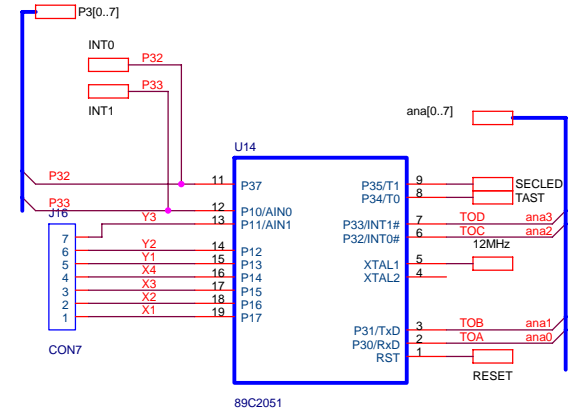 P3[0..7]
INT0
P32
P33
INT1
ana[0..7]
U14
P32
11
P37
P35/T1
9
SECLED
P34/T0
8
TAST
P33
12
P10/AIN0
J16
Y3
13
P11/AIN1
P33/INT1#
7
TOD
ana3
7
P32/INT0#
6
TOC
ana2
6
Y2
14
P12
12MHz
5
Y1
15
P13
XTAL1
5
4
X4
16
P14
XTAL2
4
3
X3
17
P15
2
X2
18
P16
1
X1
19
P17
P31/TxD
3
TOB
ana1
P30/RxD
2
TOA
ana0
RST
1
CON7
RESET
89C2051